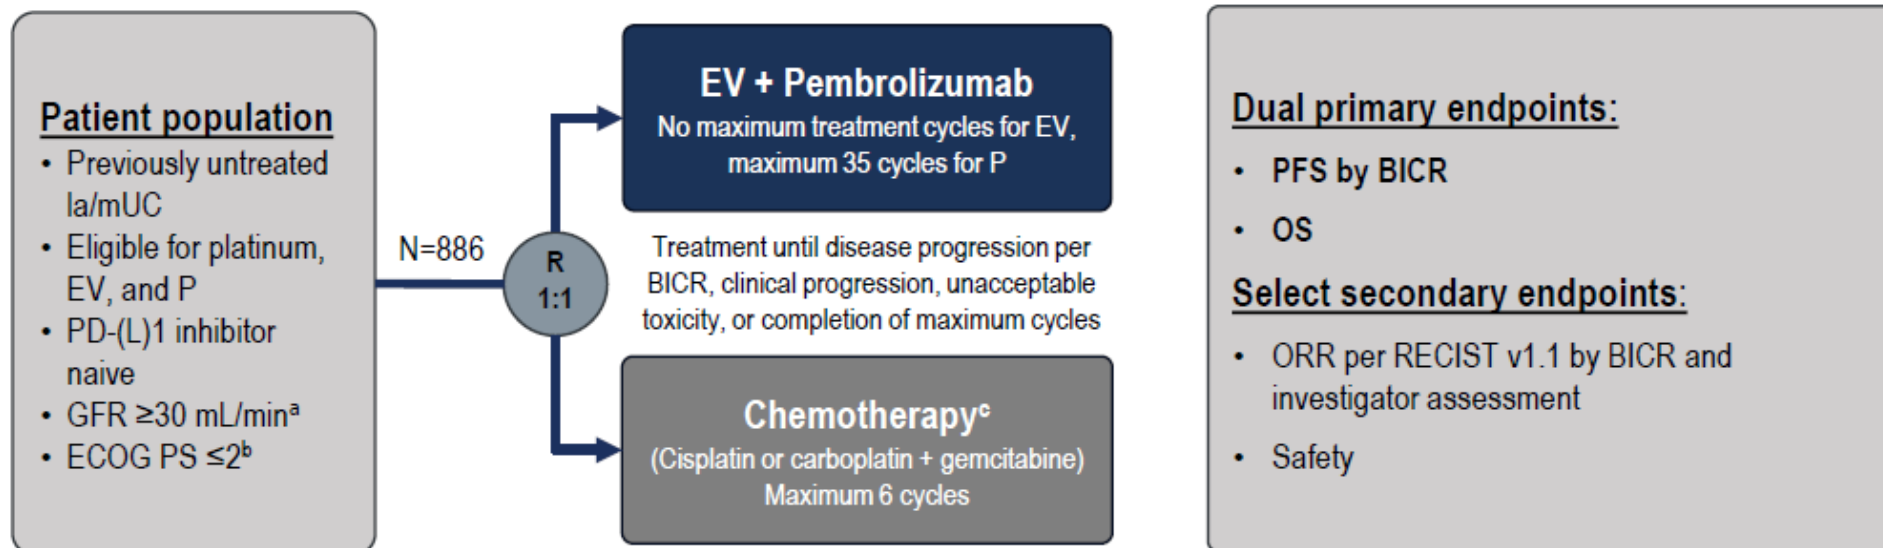 Patient population
• Previously untreated
la/mUC
• Eligible for platinum,
EV, and P
• PD-(L)1 inhibitor
naive
• GFR ≥30 mL/minᵃ
• ECOG PS ≤2ᵇ
N=886
R
1:1
EV + Pembrolizumab
No maximum treatment cycles for EV,
maximum 35 cycles for P
Treatment until disease progression per
BICR, clinical progression, unacceptable
toxicity, or completion of maximum cycles
Chemotherapyᶜ
(Cisplatin or carboplatin + gemcitabine)
Maximum 6 cycles
Dual primary endpoints:
• PFS by BICR
• OS
Select secondary endpoints:
• ORR per RECIST v1.1 by BICR and
investigator assessment
• Safety